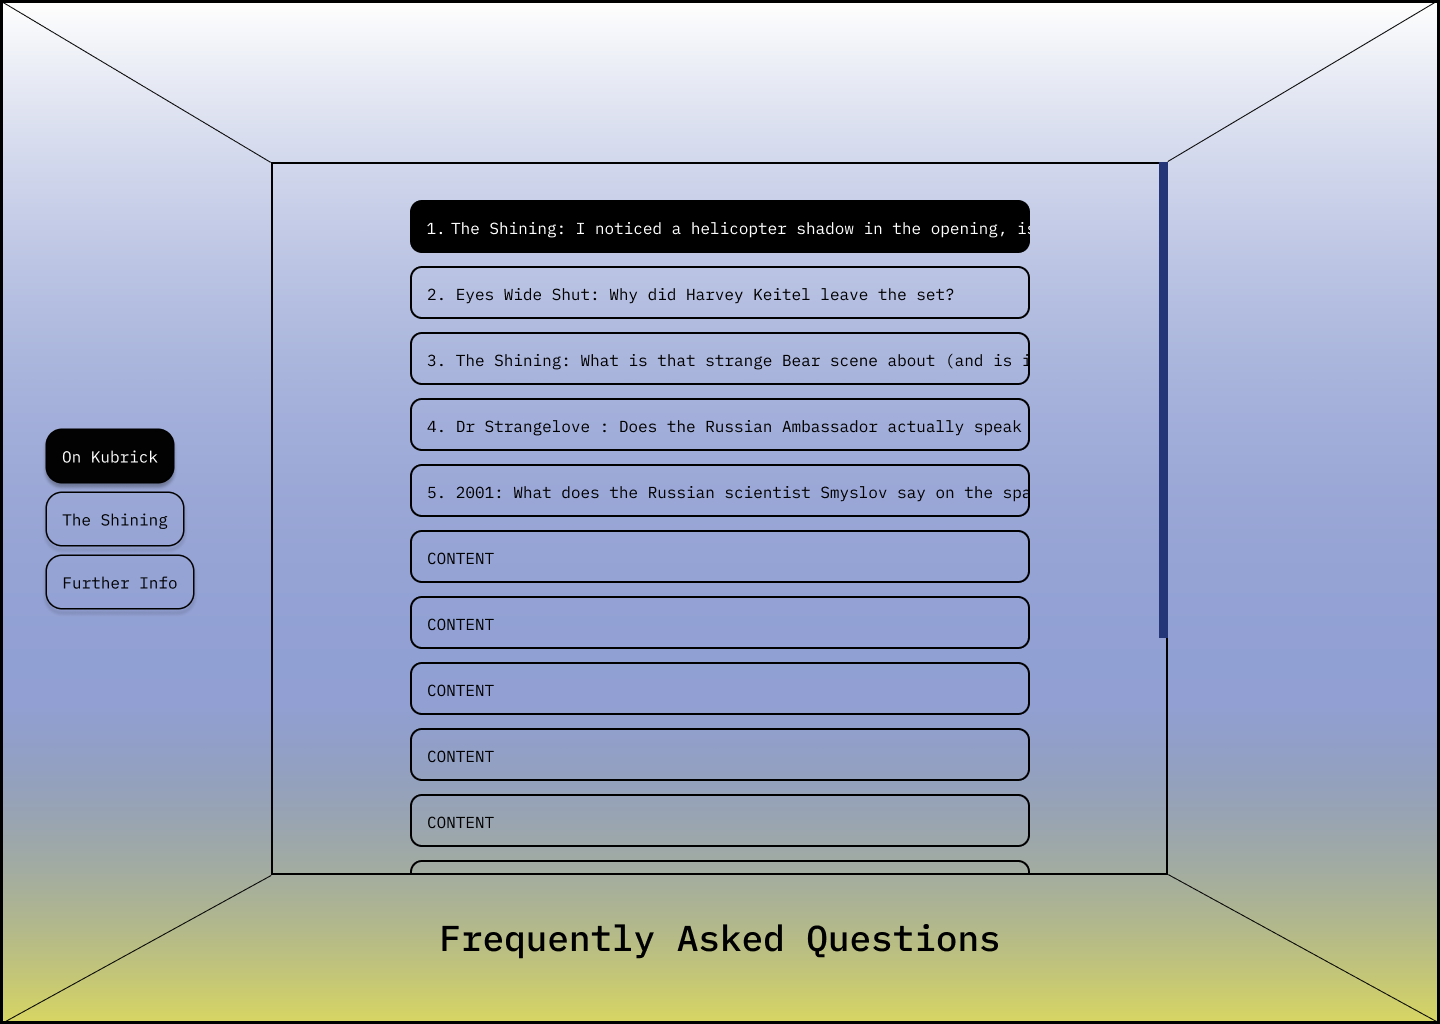 1. The Shining: I noticed a helicopter shadow in the opening, is
2. Eyes Wide Shut: Why did Harvey Keitel leave the set?
3. The Shining: What is that strange Bear scene about (and is i
4. Dr Strangelove : Does the Russian Ambassador actually speak
5. 2001: What does the Russian scientist Smyslov say on the spa
CONTENT
CONTENT
CONTENT
CONTENT
CONTENT
On Kubrick
The Shining
Further Info
Frequently Asked Questions